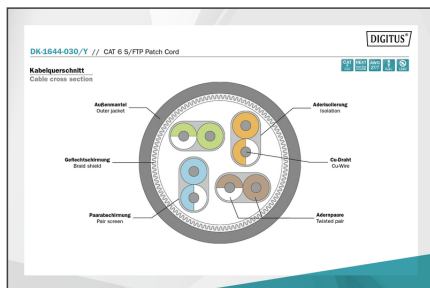 DIGITUS®
DK-1644-030/Y // CAT 6 S/FTP Patch Cord
Kabelquerschnitt
Cable cross section
Außenmantel
Outer jacket
Aderisolierung
Isolation
Geflechtschirmung
Braid shield
Cu-Draht
Cu-Wire
Paarabschirmung
Pair screen
Adernpaare
Twisted pair